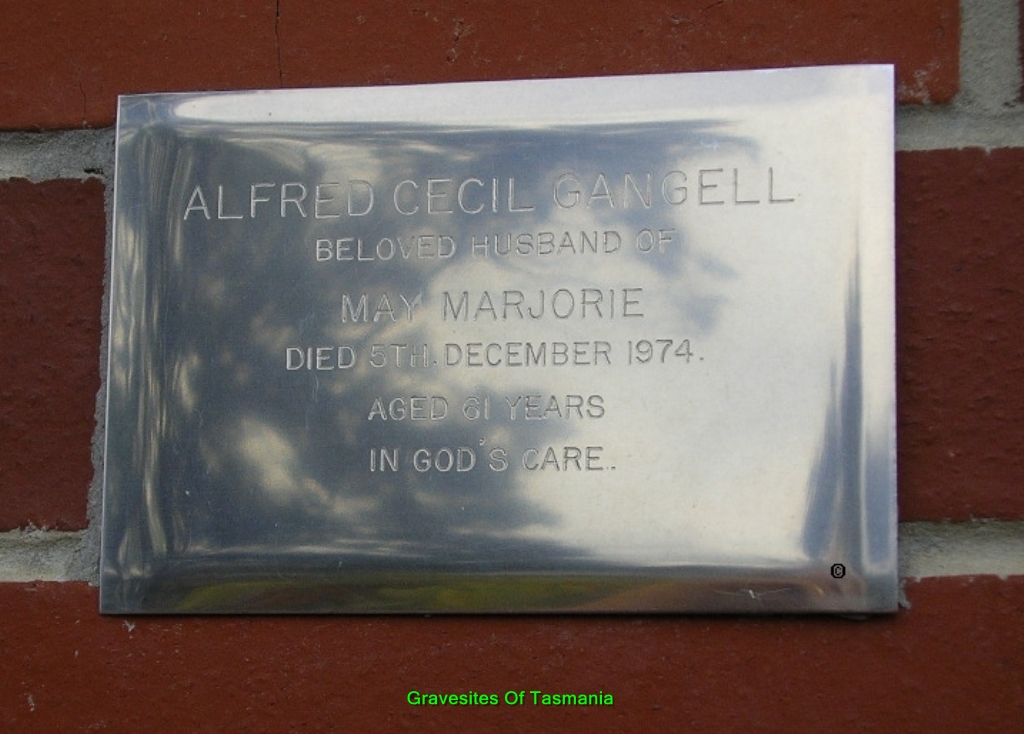 ALFRED CECIL GANGELL
BELOVED HUSBAND OF
MAY MARJORIE
DIED 5TH. DECEMBER 1974.
AGED 61 YEARS
IN GOD'S CARE.
©
Gravesites Of Tasmania